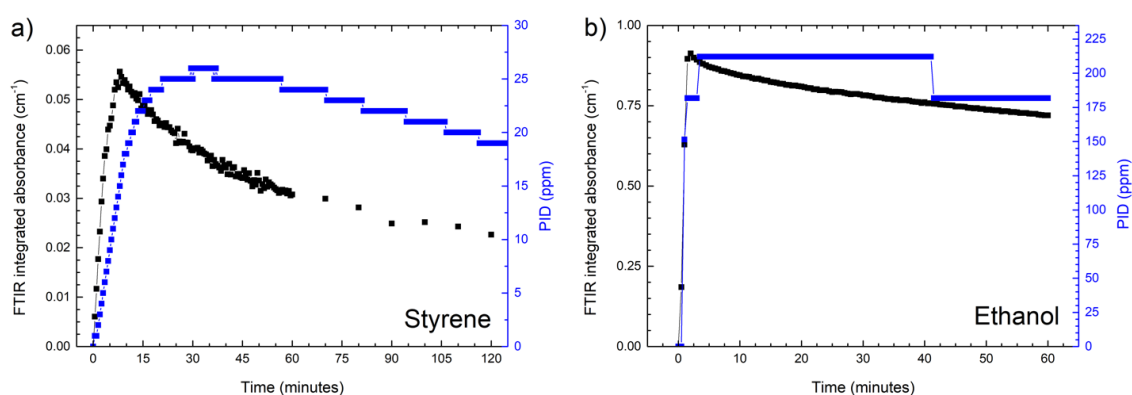 a)
FTIR integrated absorbance (cm⁻¹)
0.06
0.05
0.04
0.03
0.02
0.01
0.00
30
25
20
15
10
5
0
PID (ppm)
Styrene
0 15 30 45 60 75 90 105 120
Time (minutes)
b)
FTIR integrated absorbance (cm⁻¹)
1.00
0.75
0.50
0.25
0.00
225
200
175
150
125
100
75
50
25
0
PID (ppm)
Ethanol
0 10 20 30 40 50 60
Time (minutes)